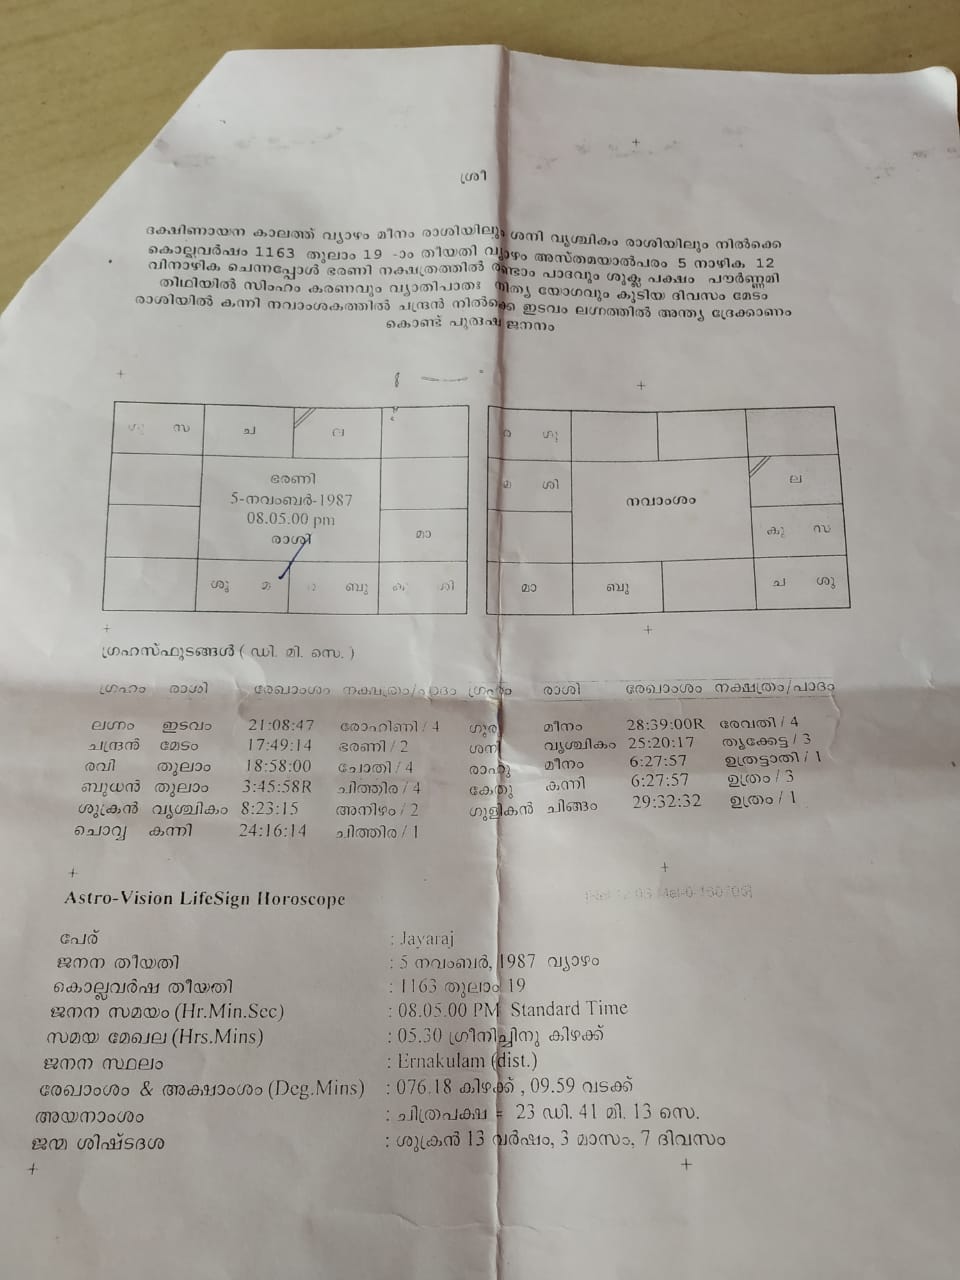 ശ്രീ
ദക്ഷിണായന കാലത്ത് വ്യാഴം മീനം രാശിയിലും ശനി വൃശ്ചികം രാശിയിലും നിൽക്കെ
കൊല്ലവർഷം 1163 തുലാം 19 -ാം തീയതി വ്യാഴം അസ്തമയാൽപരം 5 നാഴിക 12
വിനാഴിക ചെന്നപ്പോൾ ഭരണി നക്ഷത്രത്തിൽ രണ്ടാം പാദവും ശുക്ല പക്ഷം പൗർണ്ണമി
തിഥിയിൽ സിംഹം കരണവും വ്യാതിപാതഃ നിത്യ യോഗവും കൂടിയ ദിവസം മേടം
രാശിയിൽ കന്നി നവാംശകത്തിൽ ചന്ദ്രൻ നിൽക്കെ ഇടവം ലഗ്നത്തിൽ അന്ത്യ ദ്രേക്കാണം
കൊണ്ട് പുരുഷ ജനനം
ഗു സ ച ല
ഭരണി
5-നവംബർ-1987
08.05.00 pm
രാശി
മാ
ശു മ ബു കു ശി
ര ഗു
മ ശി
നവാംശം
ല
കു സ
മാ ബു ച ശു
ഗ്രഹസ്ഫുടങ്ങൾ ( ഡി. മി. സെ. )
ഗ്രഹം രാശി രേഖാംശം നക്ഷത്രം/പാദം ഗ്രഹം രാശി രേഖാംശം നക്ഷത്രം/പാദം
ലഗ്നം ഇടവം 21:08:47 രോഹിണി / 4 ഗുരു മീനം 28:39:00R രേവതി / 4
ചന്ദ്രൻ മേടം 17:49:14 ഭരണി / 2 ശനി വൃശ്ചികം 25:20:17 തൃക്കേട്ട / 3
രവി തുലാം 18:58:00 ചോതി / 4 രാഹു മീനം 6:27:57 ഉത്രട്ടാതി / 1
ബുധൻ തുലാം 3:45:58R ചിത്തിര / 4 കേതു കന്നി 6:27:57 ഉത്രം / 3
ശുക്രൻ വൃശ്ചികം 8:23:15 അനിഴം / 2 ഗുളികൻ ചിങ്ങം 29:32:32 ഉത്രം / 1
ചൊവ്വ കന്നി 24:16:14 ചിത്തിര / 1
Astro-Vision LifeSign Horoscope
പേര് : Jayaraj
ജനന തീയതി : 5 നവംബർ, 1987 വ്യാഴം
കൊല്ലവർഷ തീയതി : 1163 തുലാം 19
ജനന സമയം (Hr.Min.Sec) : 08.05.00 PM Standard Time
സമയ മേഖല (Hrs.Mins) : 05.30 ഗ്രീനിച്ചിനു കിഴക്ക്
ജനന സ്ഥലം : Ernakulam (dist.)
രേഖാംശം & അക്ഷാംശം (Deg.Mins) : 076.18 കിഴക്ക് , 09.59 വടക്ക്
അയനാംശം : ചിത്രപക്ഷ = 23 ഡി. 41 മി. 13 സെ.
ജന്മ ശിഷ്ടദശ : ശുക്രൻ 13 വർഷം, 3 മാസം, 7 ദിവസം